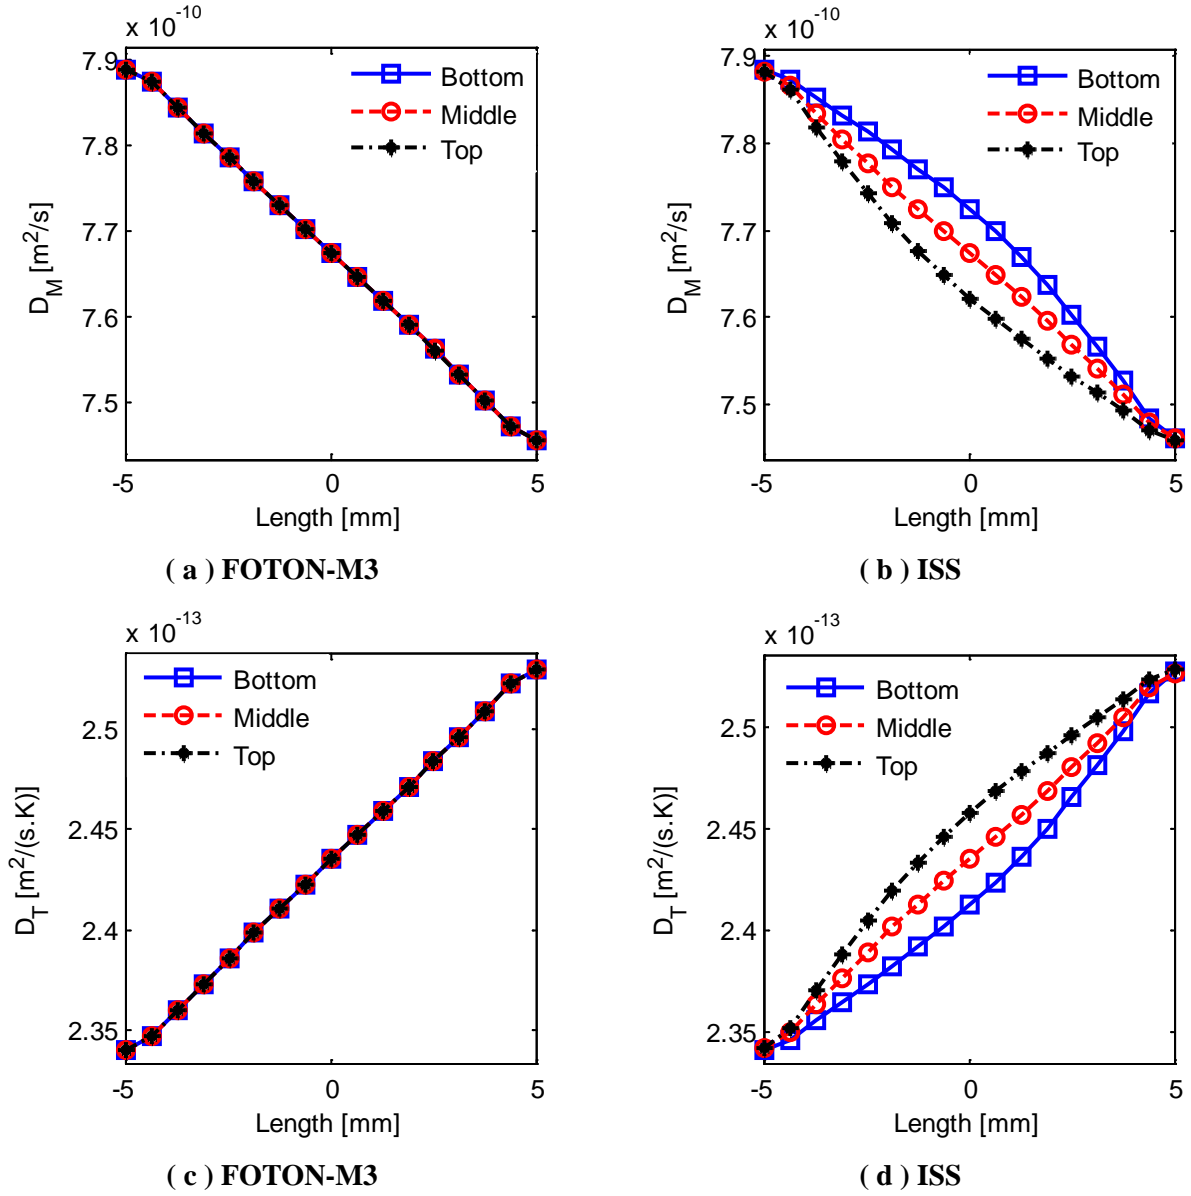 x 10^-10
7.9
7.8
7.7
7.6
7.5
D_M [m^2/s]
Bottom
Middle
Top
-5 0 5
Length [mm]
( a ) FOTON-M3
x 10^-10
7.9
7.8
7.7
7.6
7.5
D_M [m^2/s]
Bottom
Middle
Top
-5 0 5
Length [mm]
( b ) ISS
x 10^-13
2.5
2.45
2.4
2.35
D_T [m^2/(s.K)]
Bottom
Middle
Top
-5 0 5
Length [mm]
( c ) FOTON-M3
x 10^-13
2.5
2.45
2.4
2.35
D_T [m^2/(s.K)]
Bottom
Middle
Top
-5 0 5
Length [mm]
( d ) ISS